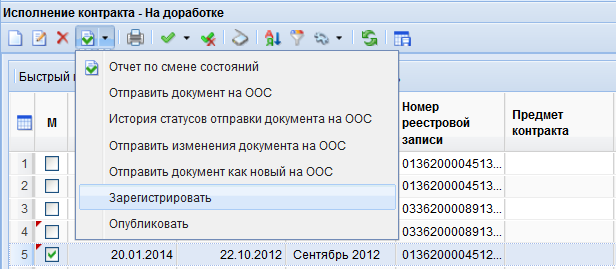 Исполнение контракта - На доработке
Быстрый
М
Номер
реестровой
записи
Предмет
контракта
Отчет по смене состояний
Отправить документ на ООС
История статусов отправки документа на ООС
Отправить изменения документа на ООС
Отправить документ как новый на ООС
Зарегистрировать
Опубликовать
1 0136200004513...
2 0136200004513...
3 0336200008913...
4 0336200008913...
5 20.01.2014 22.10.2012 Сентябрь 2012 0136200004512...